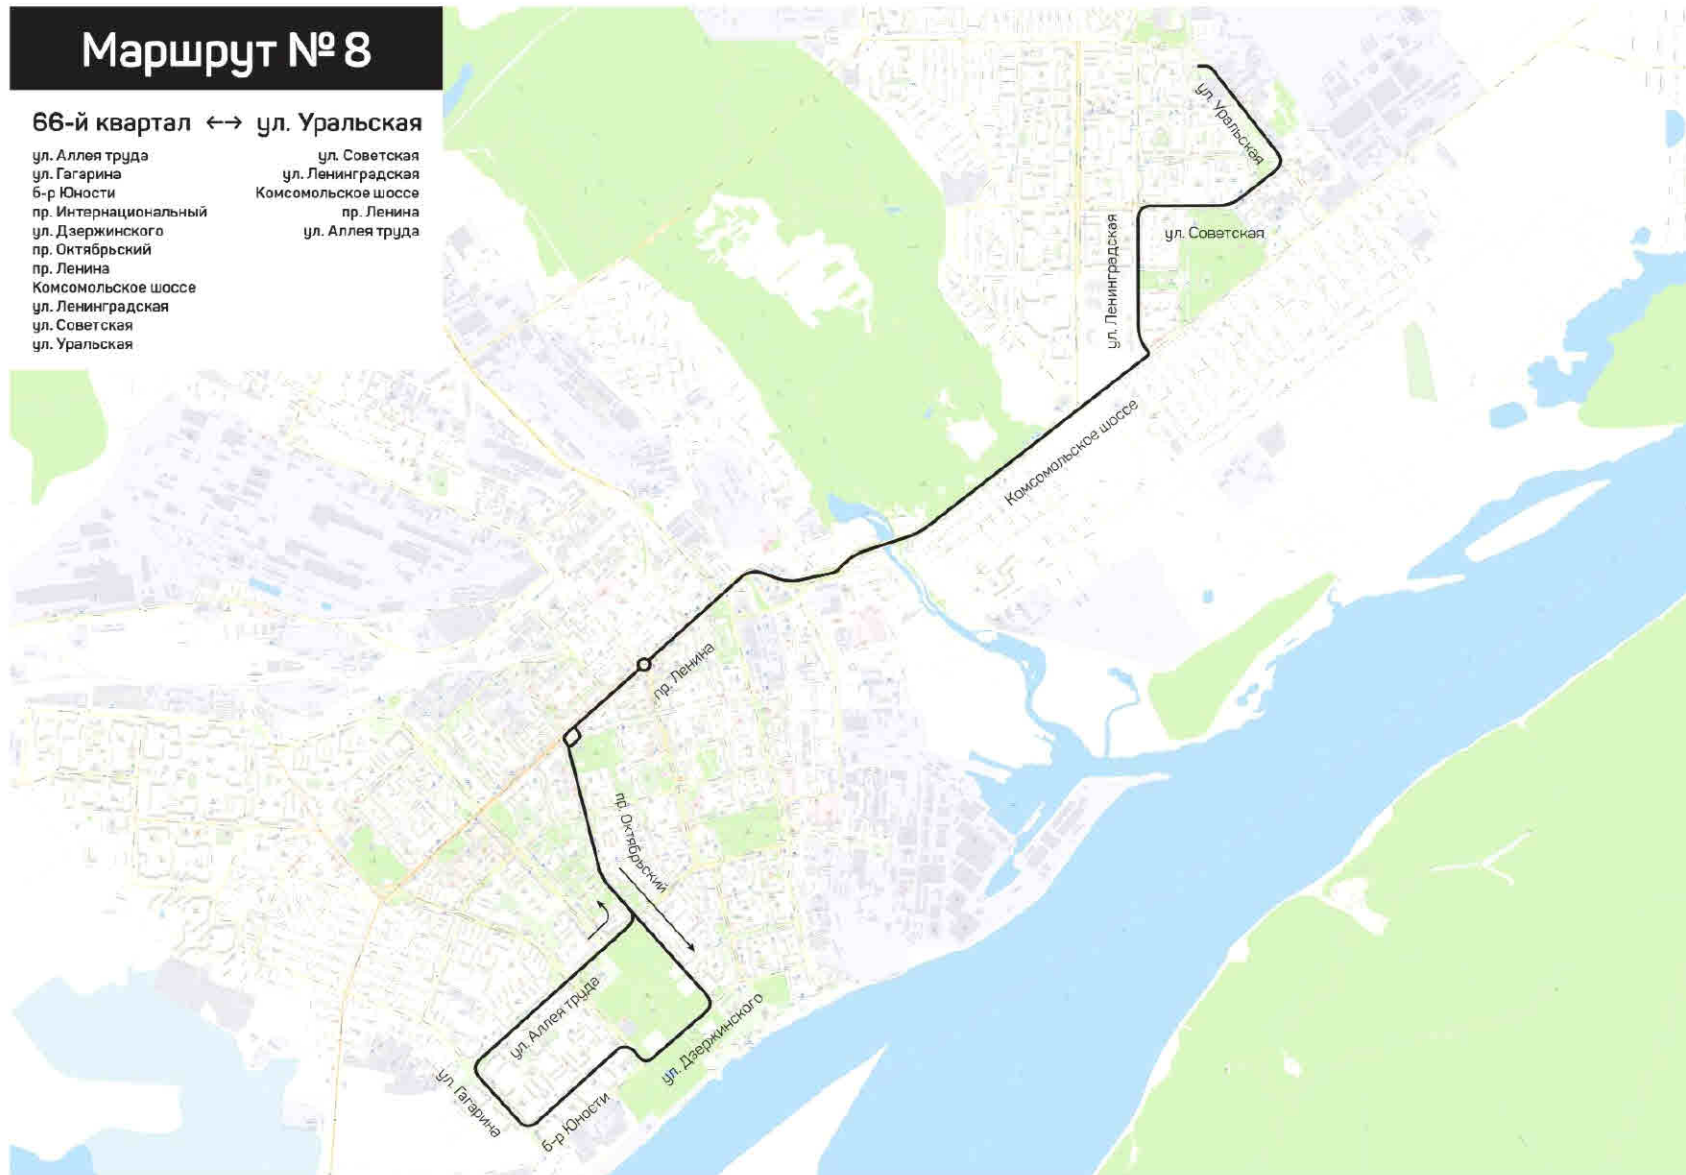 Маршрут № 8
66-й квартал ↔ ул. Уральская
ул. Аллея труда
ул. Гагарина
б-р Юности
пр. Интернациональный
ул. Дзержинского
пр. Октябрьский
пр. Ленина
Комсомольское шоссе
ул. Ленинградская
ул. Советская
ул. Уральская
ул. Советская
ул. Ленинградская
Комсомольское шоссе
пр. Ленина
ул. Аллея труда
ул. Уральская
ул. Советская
ул. Ленинградская
Комсомольское шоссе
пр. Ленина
пр. Октябрьский
ул. Аллея труда
ул. Дзержинского
ул. Гагарина
б-р Юности